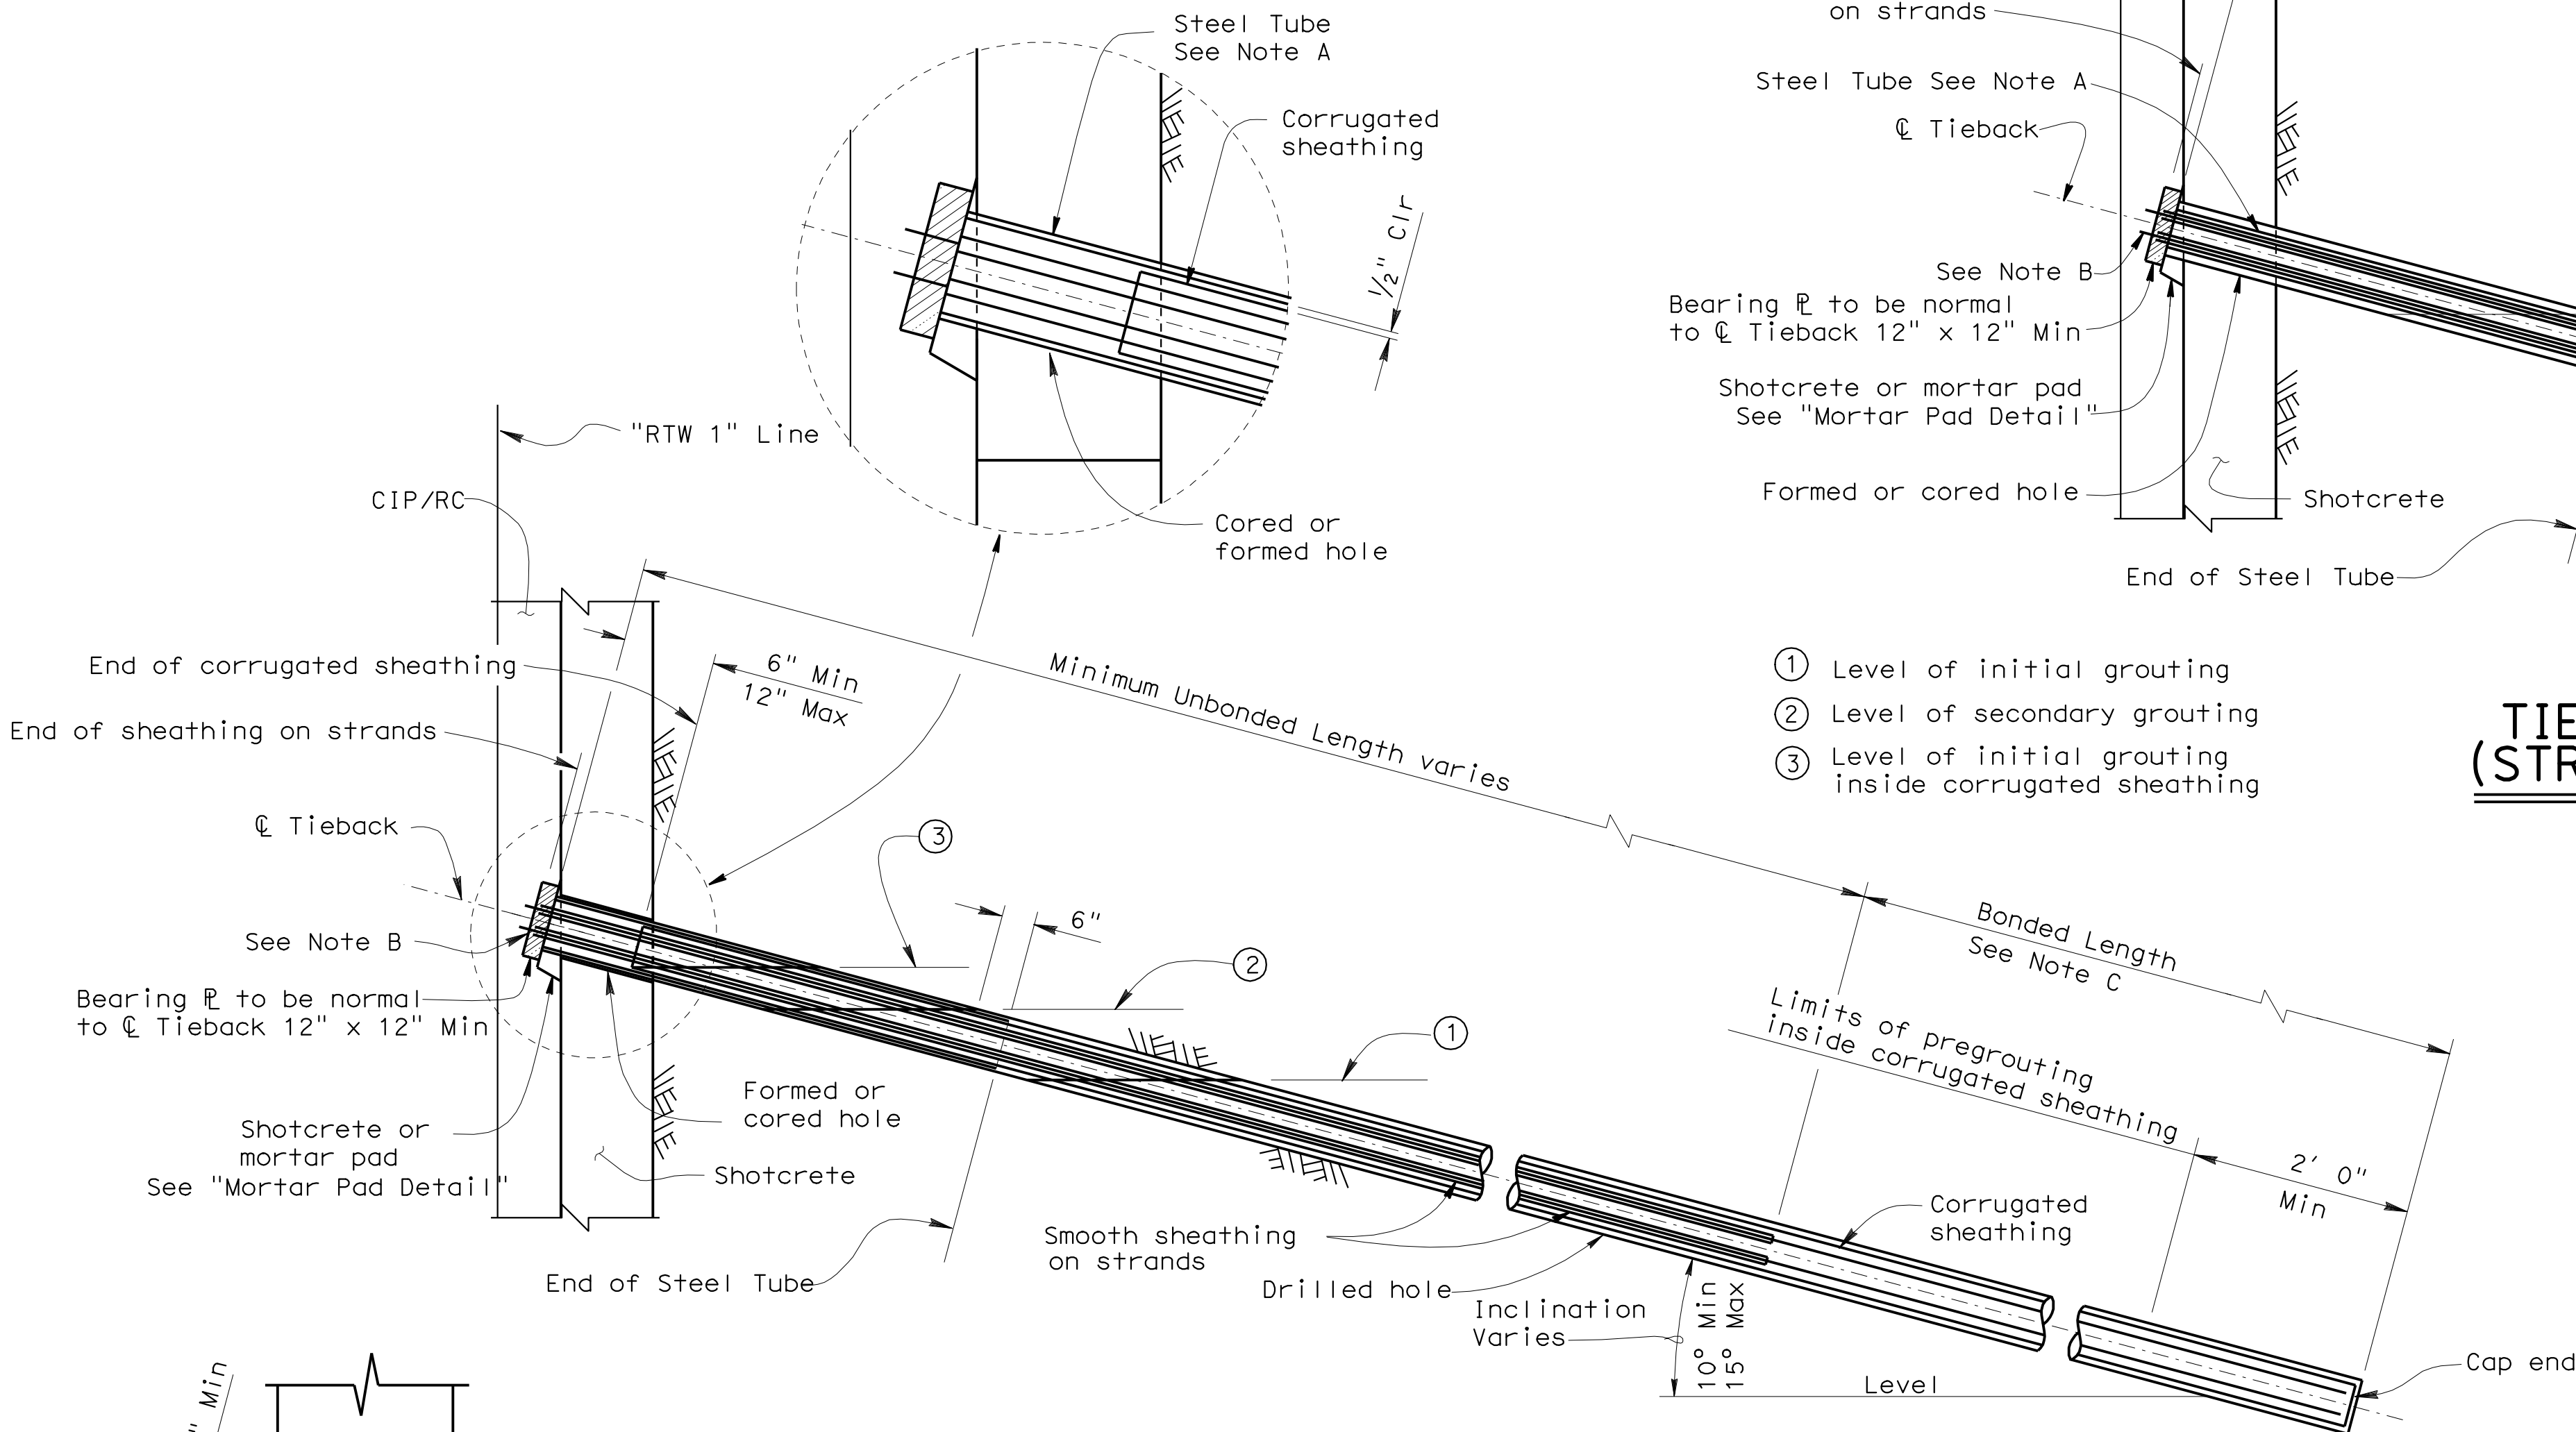 Steel Tube
See Note A
Corrugated
sheathing
½" Clr
Cored or
formed hole
on strands
Steel Tube See Note A
℄ Tieback
See Note B
Bearing ⅊ to be normal
to ℄ Tieback 12" x 12" Min
Shotcrete or mortar pad
See "Mortar Pad Detail"
Formed or cored hole
Shotcrete
End of Steel Tube
"RTW 1" Line
CIP/RC
End of corrugated sheathing
End of sheathing on strands
℄ Tieback
See Note B
Bearing ⅊ to be normal
to ℄ Tieback 12" x 12" Min
Shotcrete or
mortar pad
See "Mortar Pad Detail"
6" Min
12" Max
Minimum Unbonded Length varies
3
6"
2
1
Formed or
cored hole
Shotcrete
End of Steel Tube
1 Level of initial grouting
2 Level of secondary grouting
3 Level of initial grouting
inside corrugated sheathing
TIE
(STR
Bonded Length
See Note C
Limits of pregrouting
inside corrugated sheathing
2' 0"
Min
Smooth sheathing
on strands
Drilled hole
Corrugated
sheathing
Inclination
Varies
10° Min
15° Max
Level
Cap end
" Min